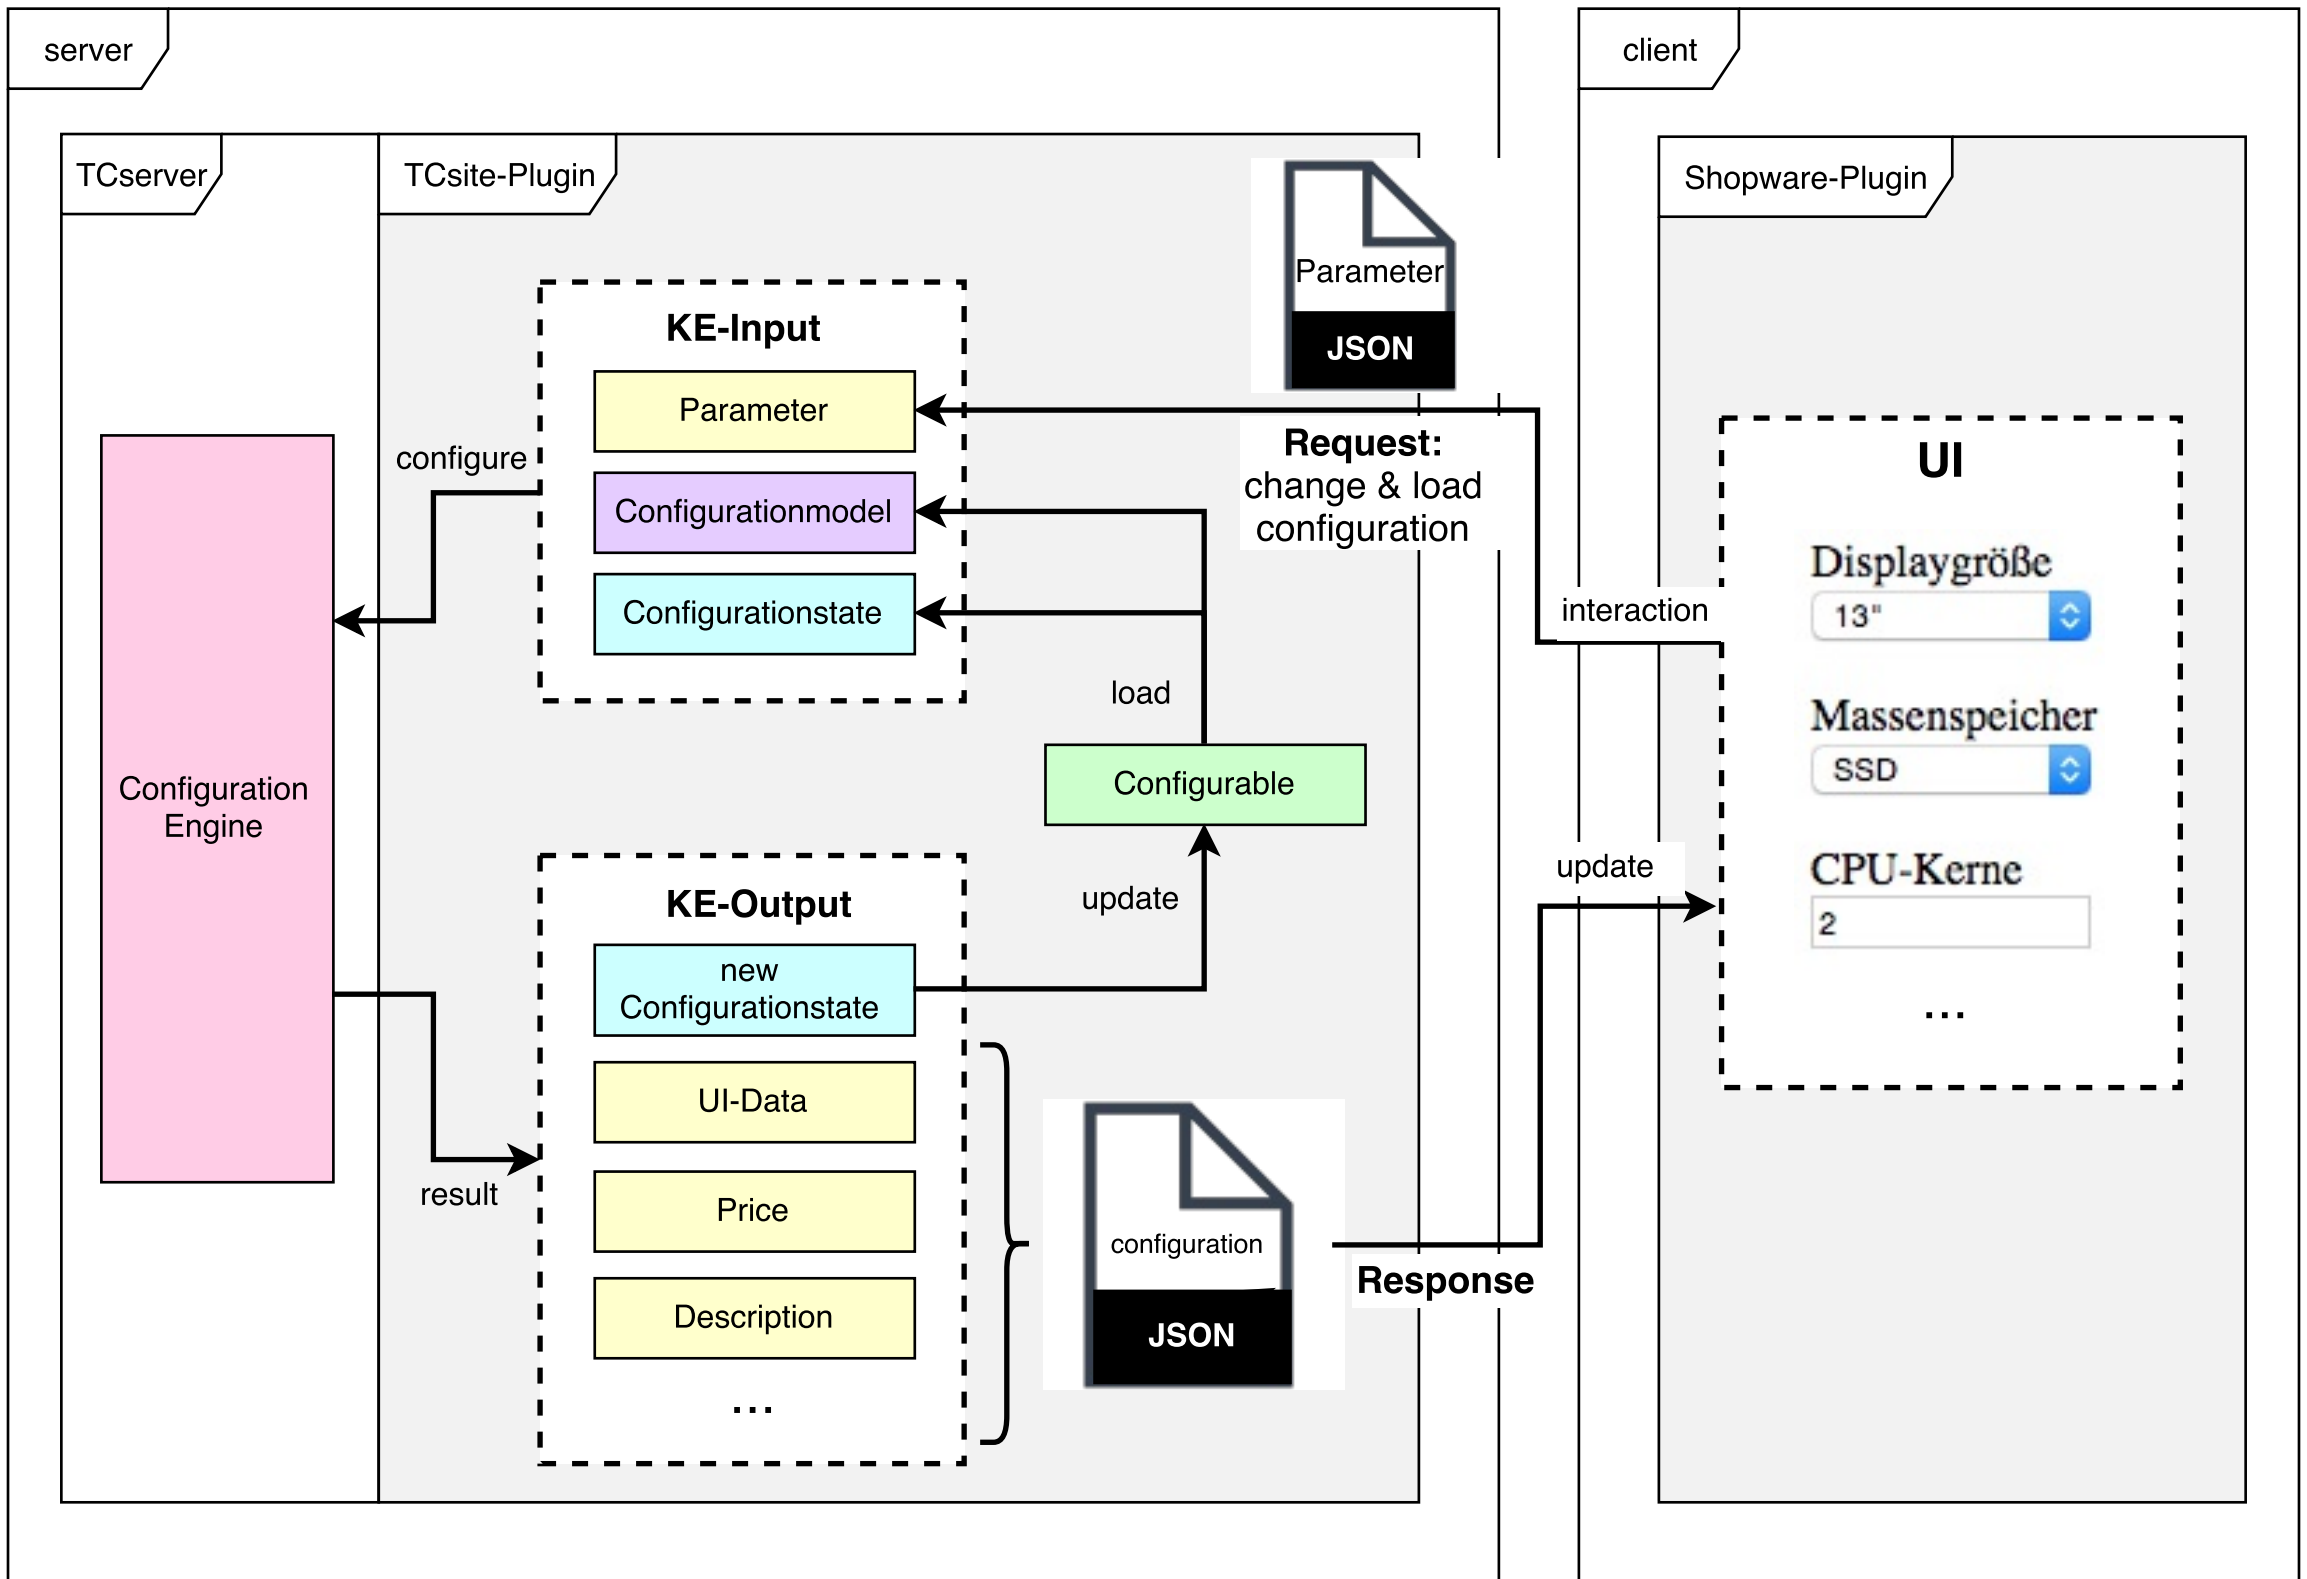 server
client
TCserver
TCsite-Plugin
Shopware-Plugin
Parameter
JSON
KE-Input
Parameter
Configurationmodel
Configurationstate
configure
Request:
change & load
configuration
interaction
UI
Displaygröße
13"
Massenspeicher
SSD
CPU-Kerne
2
...
load
Configurable
update
update
Configuration
Engine
KE-Output
new
Configurationstate
UI-Data
Price
Description
...
result
configuration
JSON
Response